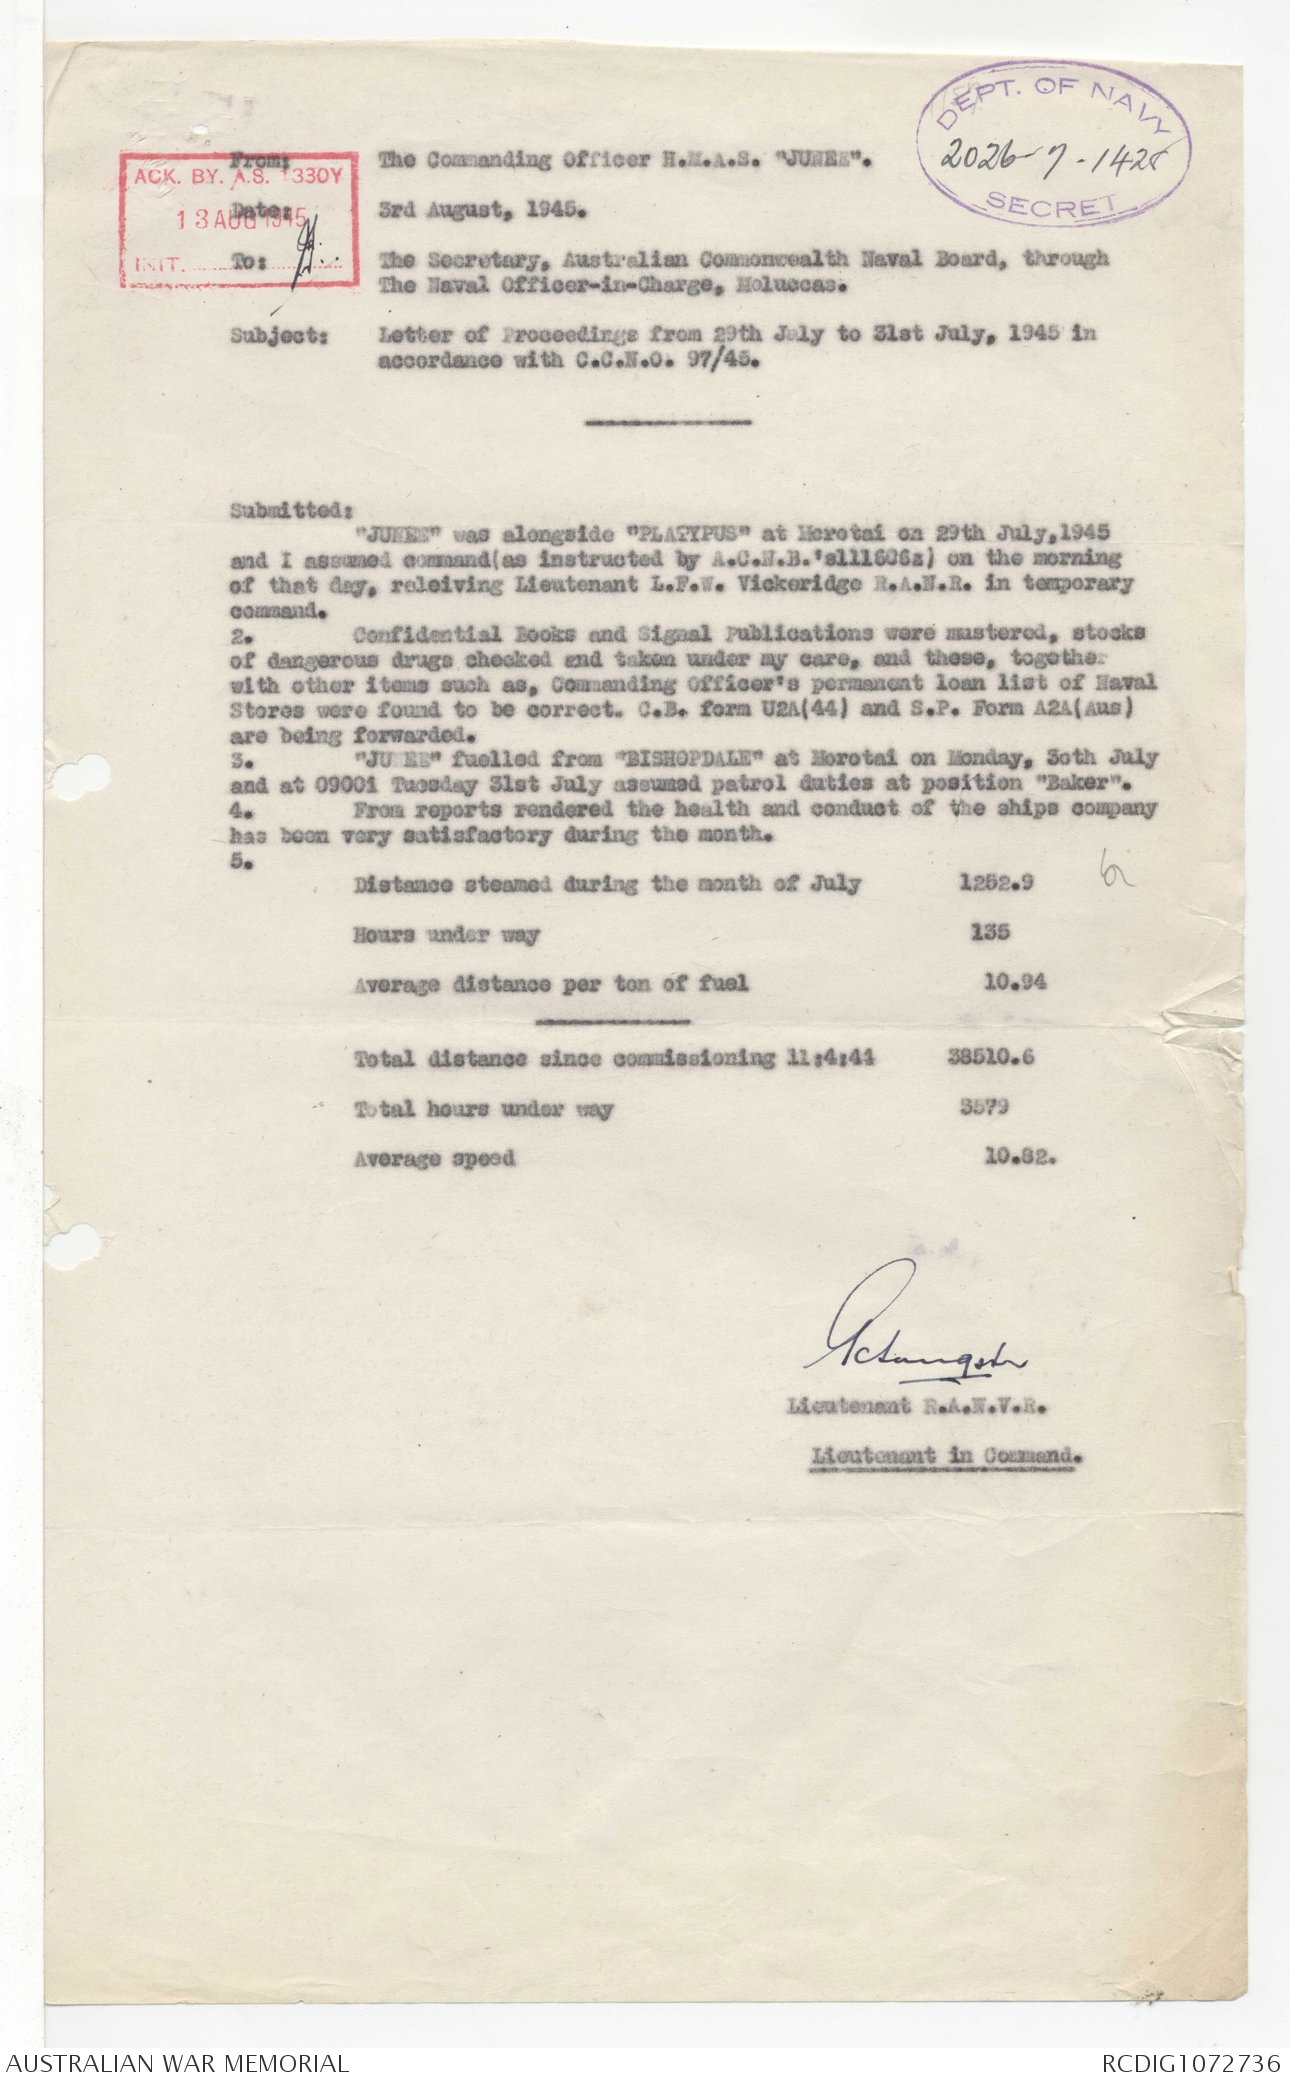 DEPT. OF NAVY
2026-7-142
SECRET
ACK. BY. A.S. 330Y
13 AUG 1945
INIT.
From: The Commanding Officer H.M.A.S. "JUNEE".
Date: 3rd August, 1945.
To: The Secretary, Australian Commonwealth Naval Board, through
The Naval Officer-in-Charge, Moluccas.
Subject: Letter of Proceedings from 29th July to 31st July, 1945 in
accordance with C.C.N.O. 97/45.
Submitted:
"JUNEE" was alongside "PLATYPUS" at Morotai on 29th July,1945
and I assumed command(as instructed by A.C.N.B.'s111606z) on the morning
of that day, releiving Lieutenant L.F.W. Vickeridge R.A.N.R. in temporary
command.
2. Confidential Books and Signal Publications were mustered, stocks
of dangerous drugs checked and taken under my care, and these, together
with other items such as, Commanding Officer's permanent loan list of Naval
Stores were found to be correct. C.B. form U2A(44) and S.P. Form A2A(Aus)
are being forwarded.
3. "JUNEE" fuelled from "BISHOPDALE" at Morotai on Monday, 30th July
and at 0900i Tuesday 31st July assumed patrol duties at position "Baker".
4. From reports rendered the health and conduct of the ships company
has been very satisfactory during the month.
5.
Distance steamed during the month of July 1252.9
Hours under way 135
Average distance per ton of fuel 10.94
Total distance since commissioning 11:4:44 38510.6
Total hours under way 3579
Average speed 10.82.
Lieutenant R.A.N.V.R.
Lieutenant in Command.
AUSTRALIAN WAR MEMORIAL
RCDIG1072736